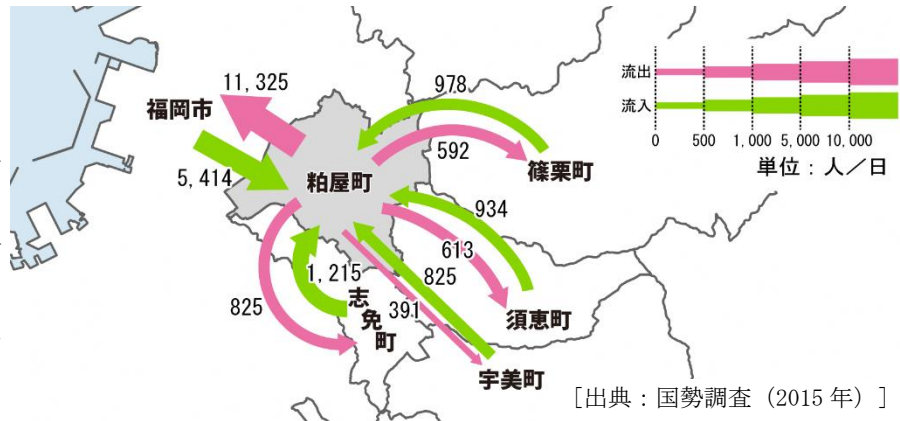 11,325
福岡市
5,414
粕屋町
978
592
篠栗町
934
613
825
須恵町
1,215
825
志免町
391
宇美町
流出
流入
0 500 1,000 5,000 10,000
単位：人／日
［出典：国勢調査（2015 年）］